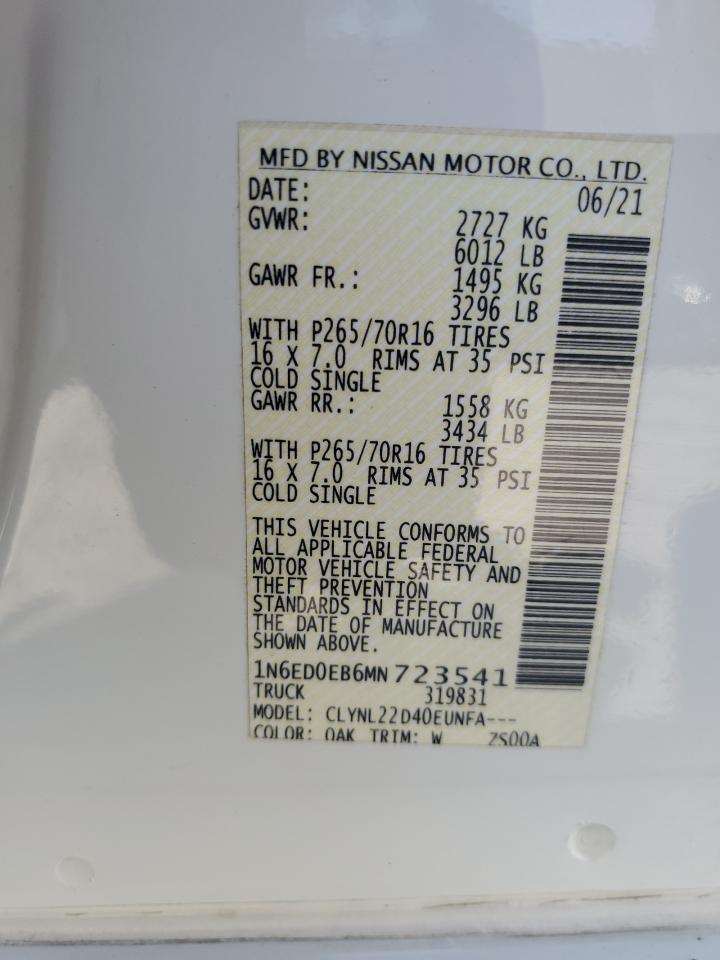 MFD BY NISSAN MOTOR CO., LTD.
DATE: 06/21
GVWR: 2727 KG
6012 LB
GAWR FR.: 1495 KG
3296 LB
WITH P265/70R16 TIRES
16 X 7.0 RIMS AT 35 PSI
COLD SINGLE
GAWR RR.: 1558 KG
3434 LB
WITH P265/70R16 TIRES
16 X 7.0 RIMS AT 35 PSI
COLD SINGLE
THIS VEHICLE CONFORMS TO
ALL APPLICABLE FEDERAL
MOTOR VEHICLE SAFETY AND
THEFT PREVENTION
STANDARDS IN EFFECT ON
THE DATE OF MANUFACTURE
SHOWN ABOVE.
1N6ED0EB6MN 723541
TRUCK 319831
MODEL: CLYNL22D40EUNFA---
COLOR: QAK TRIM: W ZS00A